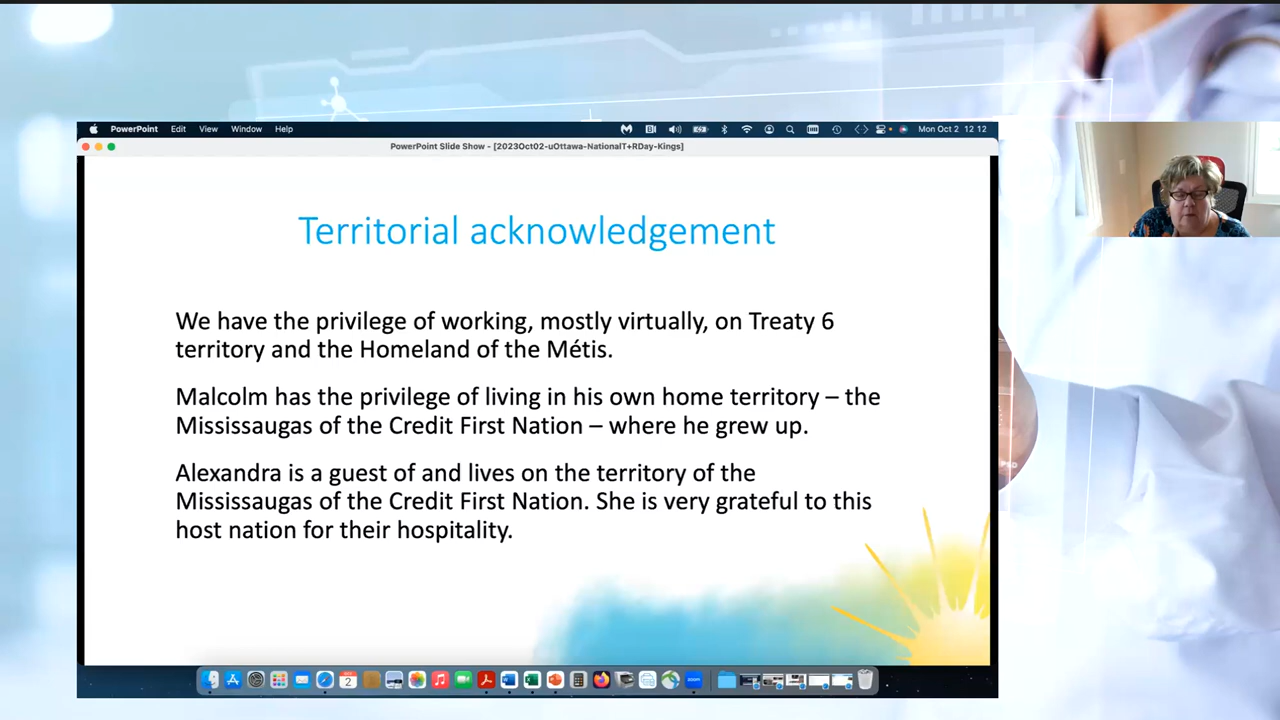 PowerPoint Edit View Window Help Mon Oct 2 12 12
PowerPoint Slide Show - [2023Oct02-uOttawa-NationalT+RDay-Kings]
Territorial acknowledgement
We have the privilege of working, mostly virtually, on Treaty 6
territory and the Homeland of the Métis.
Malcolm has the privilege of living in his own home territory – the
Mississaugas of the Credit First Nation – where he grew up.
Alexandra is a guest of and lives on the territory of the
Mississaugas of the Credit First Nation. She is very grateful to this
host nation for their hospitality.
2
zoom